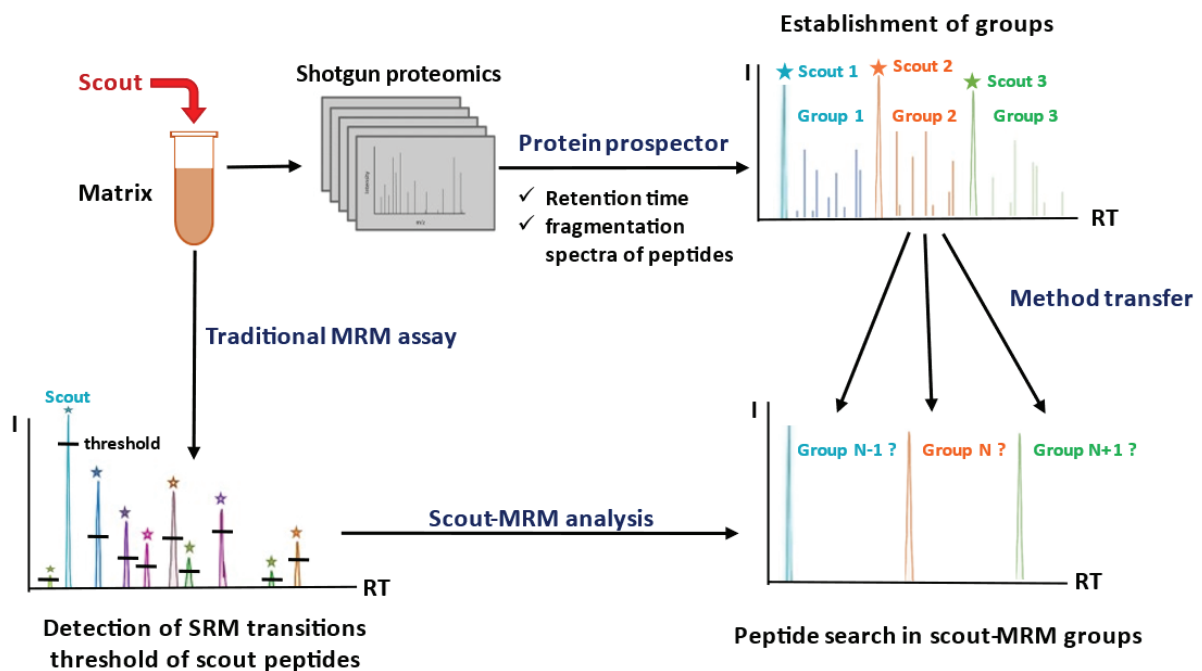 Establishment of groups
Scout
Shotgun proteomics
I
Scout 1
Scout 2
Scout 3
Group 1
Group 2
Group 3
Protein prospector
Matrix
✓ Retention time
✓ fragmentation
spectra of peptides
RT
Method transfer
Traditional MRM assay
Scout
I
threshold
I
Group N-1 ?
Group N ?
Group N+1 ?
Scout-MRM analysis
RT
RT
Detection of SRM transitions
threshold of scout peptides
Peptide search in scout-MRM groups